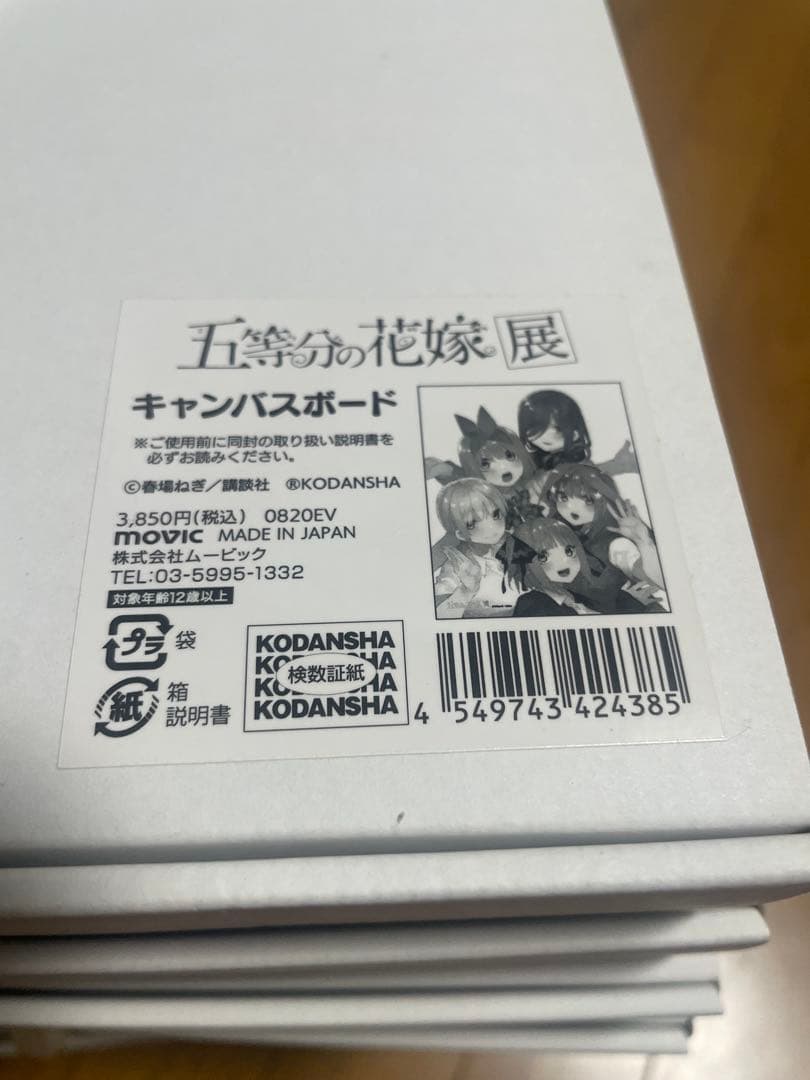 五等分の花嫁 展
キャンバスボード
※ご使用前に同封の取り扱い説明書を
必ずお読みください。
©春場ねぎ/講談社 ®KODANSHA
3,850円(税込) 0820EV
movic MADE IN JAPAN
株式会社ムービック
TEL:03-5995-1332
対象年齢12歳以上
プラ 袋
紙 箱
説明書
KODANSHA
検数証紙
KODANSHA
4 549743 424385